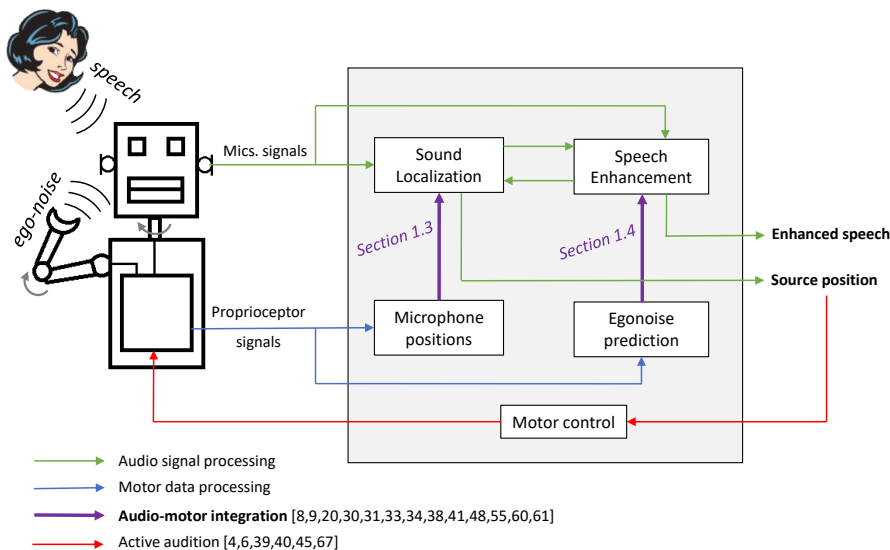 speech
ego-noise
Mics. signals
Sound
Localization
Speech
Enhancement
Section 1.3
Section 1.4
Enhanced speech
Source position
Proprioceptor
signals
Microphone
positions
Egonoise
prediction
Motor control
Audio signal processing
Motor data processing
Audio-motor integration [8,9,20,30,31,33,34,38,41,48,55,60,61]
Active audition [4,6,39,40,45,67]